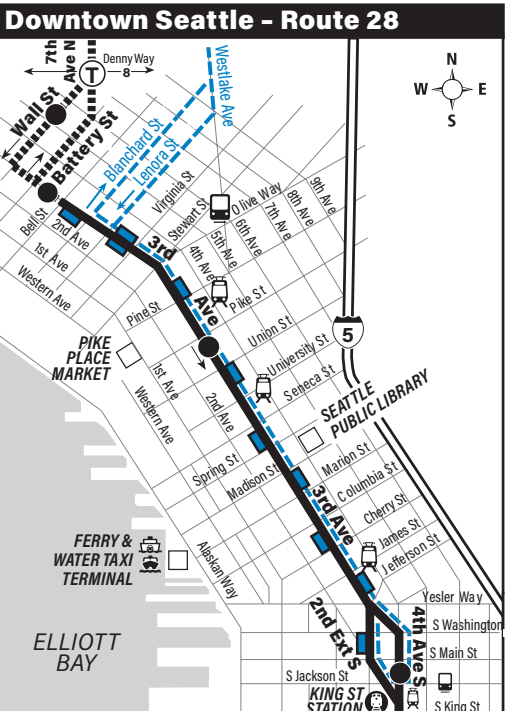 Downtown Seattle – Route 28
7th
Ave N
Denny Way
8
T
N
W
E
S
Wall St
Battery St
Blanchard St
Lenora St
Westlake Ave
Virginia St
Stewart St
Olive Way
9th Ave
8th Ave
7th Ave
6th Ave
5th Ave
4th Ave
Bell St
2nd Ave
1st Ave
Western Ave
3rd
Ave
Pine St
Pike St
Union St
University St
Seneca St
5
PIKE
PLACE
MARKET
1st Ave
Western Ave
2nd Ave
SEATTLE
PUBLIC LIBRARY
Spring St
Madison St
Marion St
Columbia St
Cherry St
James St
Jefferson St
3rd Ave
FERRY &
WATER TAXI
TERMINAL
Alaskan Way
Yesler Way
S Washington
S Main St
2nd Ext S
4th Ave S
ELLIOTT
BAY
S Jackson St
KING ST
STATION
S King St